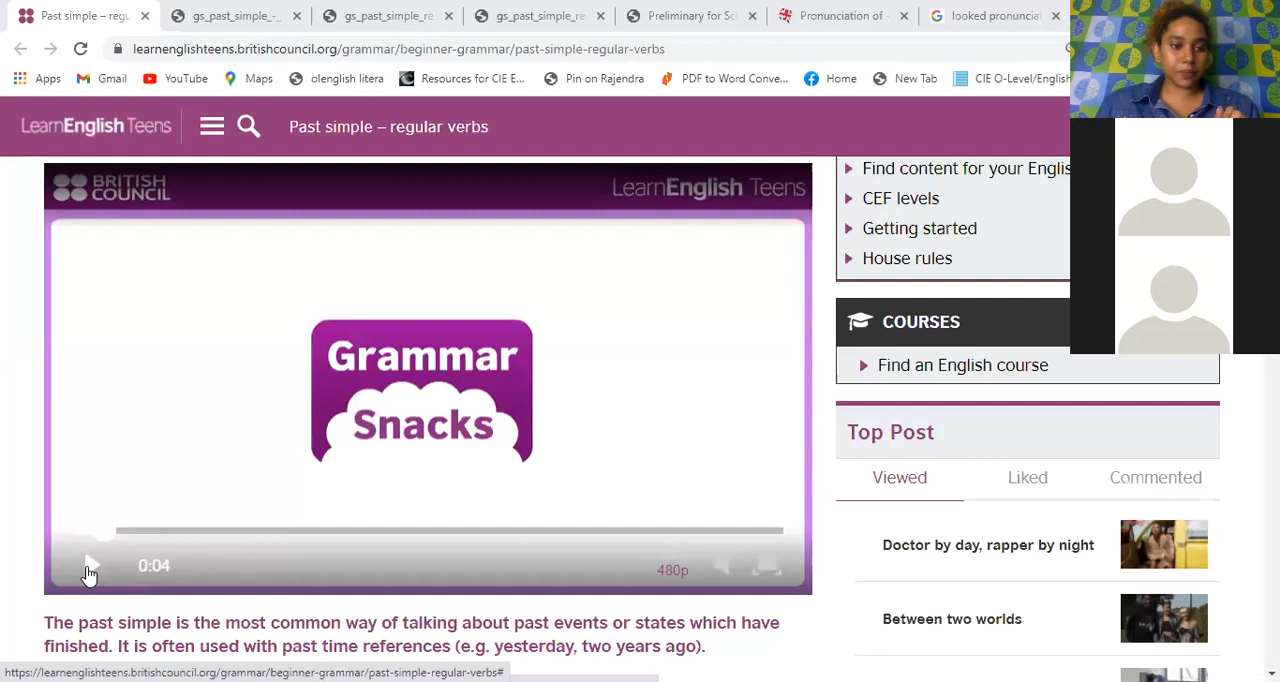 Past simple – regu
gs_past_simple_-_
gs_past_simple_re
gs_past_simple_re
Preliminary for Sc
Pronunciation of
looked pronuncia
learnenglishteens.britishcouncil.org/grammar/beginner-grammar/past-simple-regular-verbs
Apps
Gmail
YouTube
Maps
olenglish litera
Resources for CIE E...
Pin on Rajendra
PDF to Word Conve...
Home
New Tab
CIE O-Level/English
LearnEnglish Teens
Past simple – regular verbs
BRITISH
COUNCIL
LearnEnglish Teens
Grammar
Snacks
0:04
480p
The past simple is the most common way of talking about past events or states which have
finished. It is often used with past time references (e.g. yesterday, two years ago).
https://learnenglishteens.britishcouncil.org/grammar/beginner-grammar/past-simple-regular-verbs#
Find content for your Englis
CEF levels
Getting started
House rules
COURSES
Find an English course
Top Post
Viewed
Liked
Commented
Doctor by day, rapper by night
Between two worlds